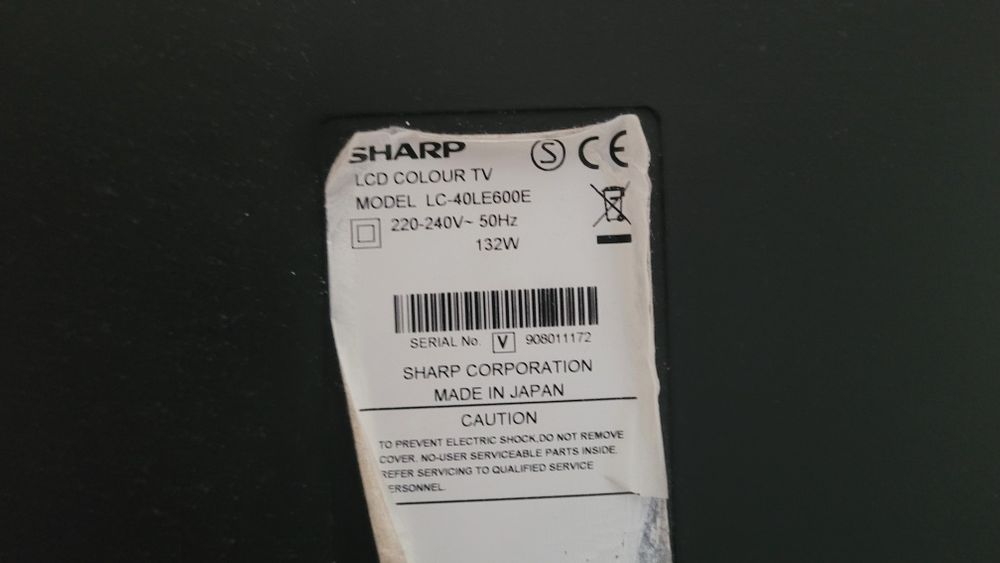 SHARP
S CE
LCD COLOUR TV
MODEL LC-40LE600E
220-240V~ 50Hz
132W
SERIAL No. V 908011172
SHARP CORPORATION
MADE IN JAPAN
CAUTION
TO PREVENT ELECTRIC SHOCK,DO NOT REMOVE
COVER. NO-USER SERVICEABLE PARTS INSIDE.
REFER SERVICING TO QUALIFIED SERVICE
ERSONNEL.